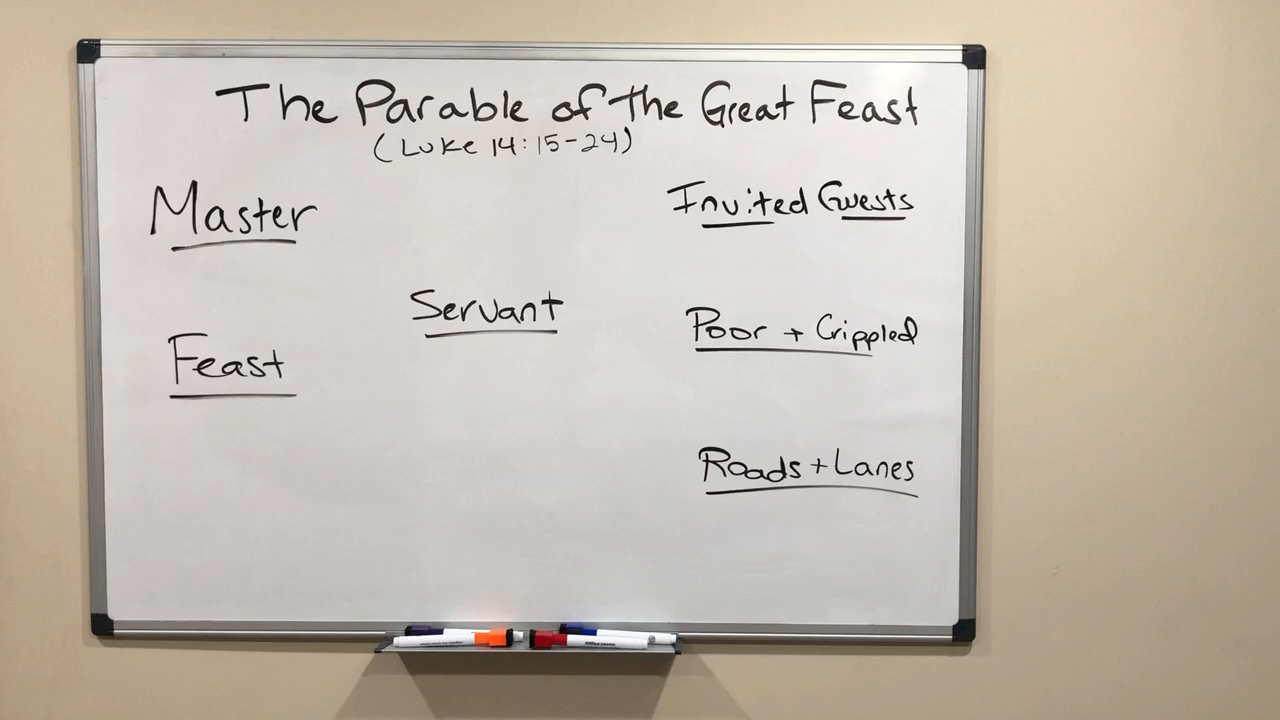 The Parable of the Great Feast
(Luke 14:15-24)
Master
Invited Guests
Servant
Poor + Crippled
Feast
Roads + Lanes